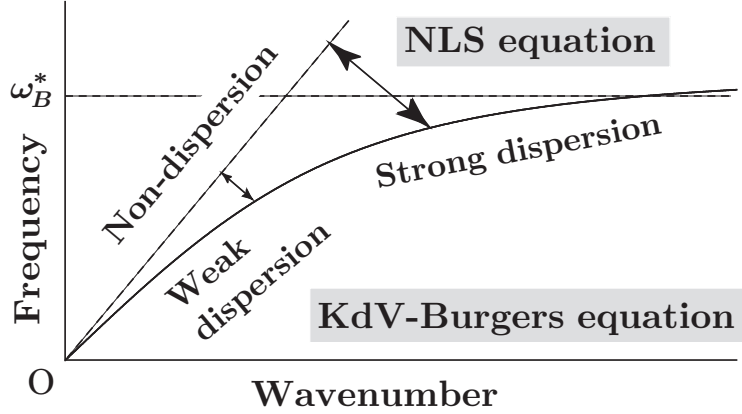 NLS equation
ω*B
Non-dispersion
Strong dispersion
Frequency
Weak
dispersion
KdV-Burgers equation
O
Wavenumber